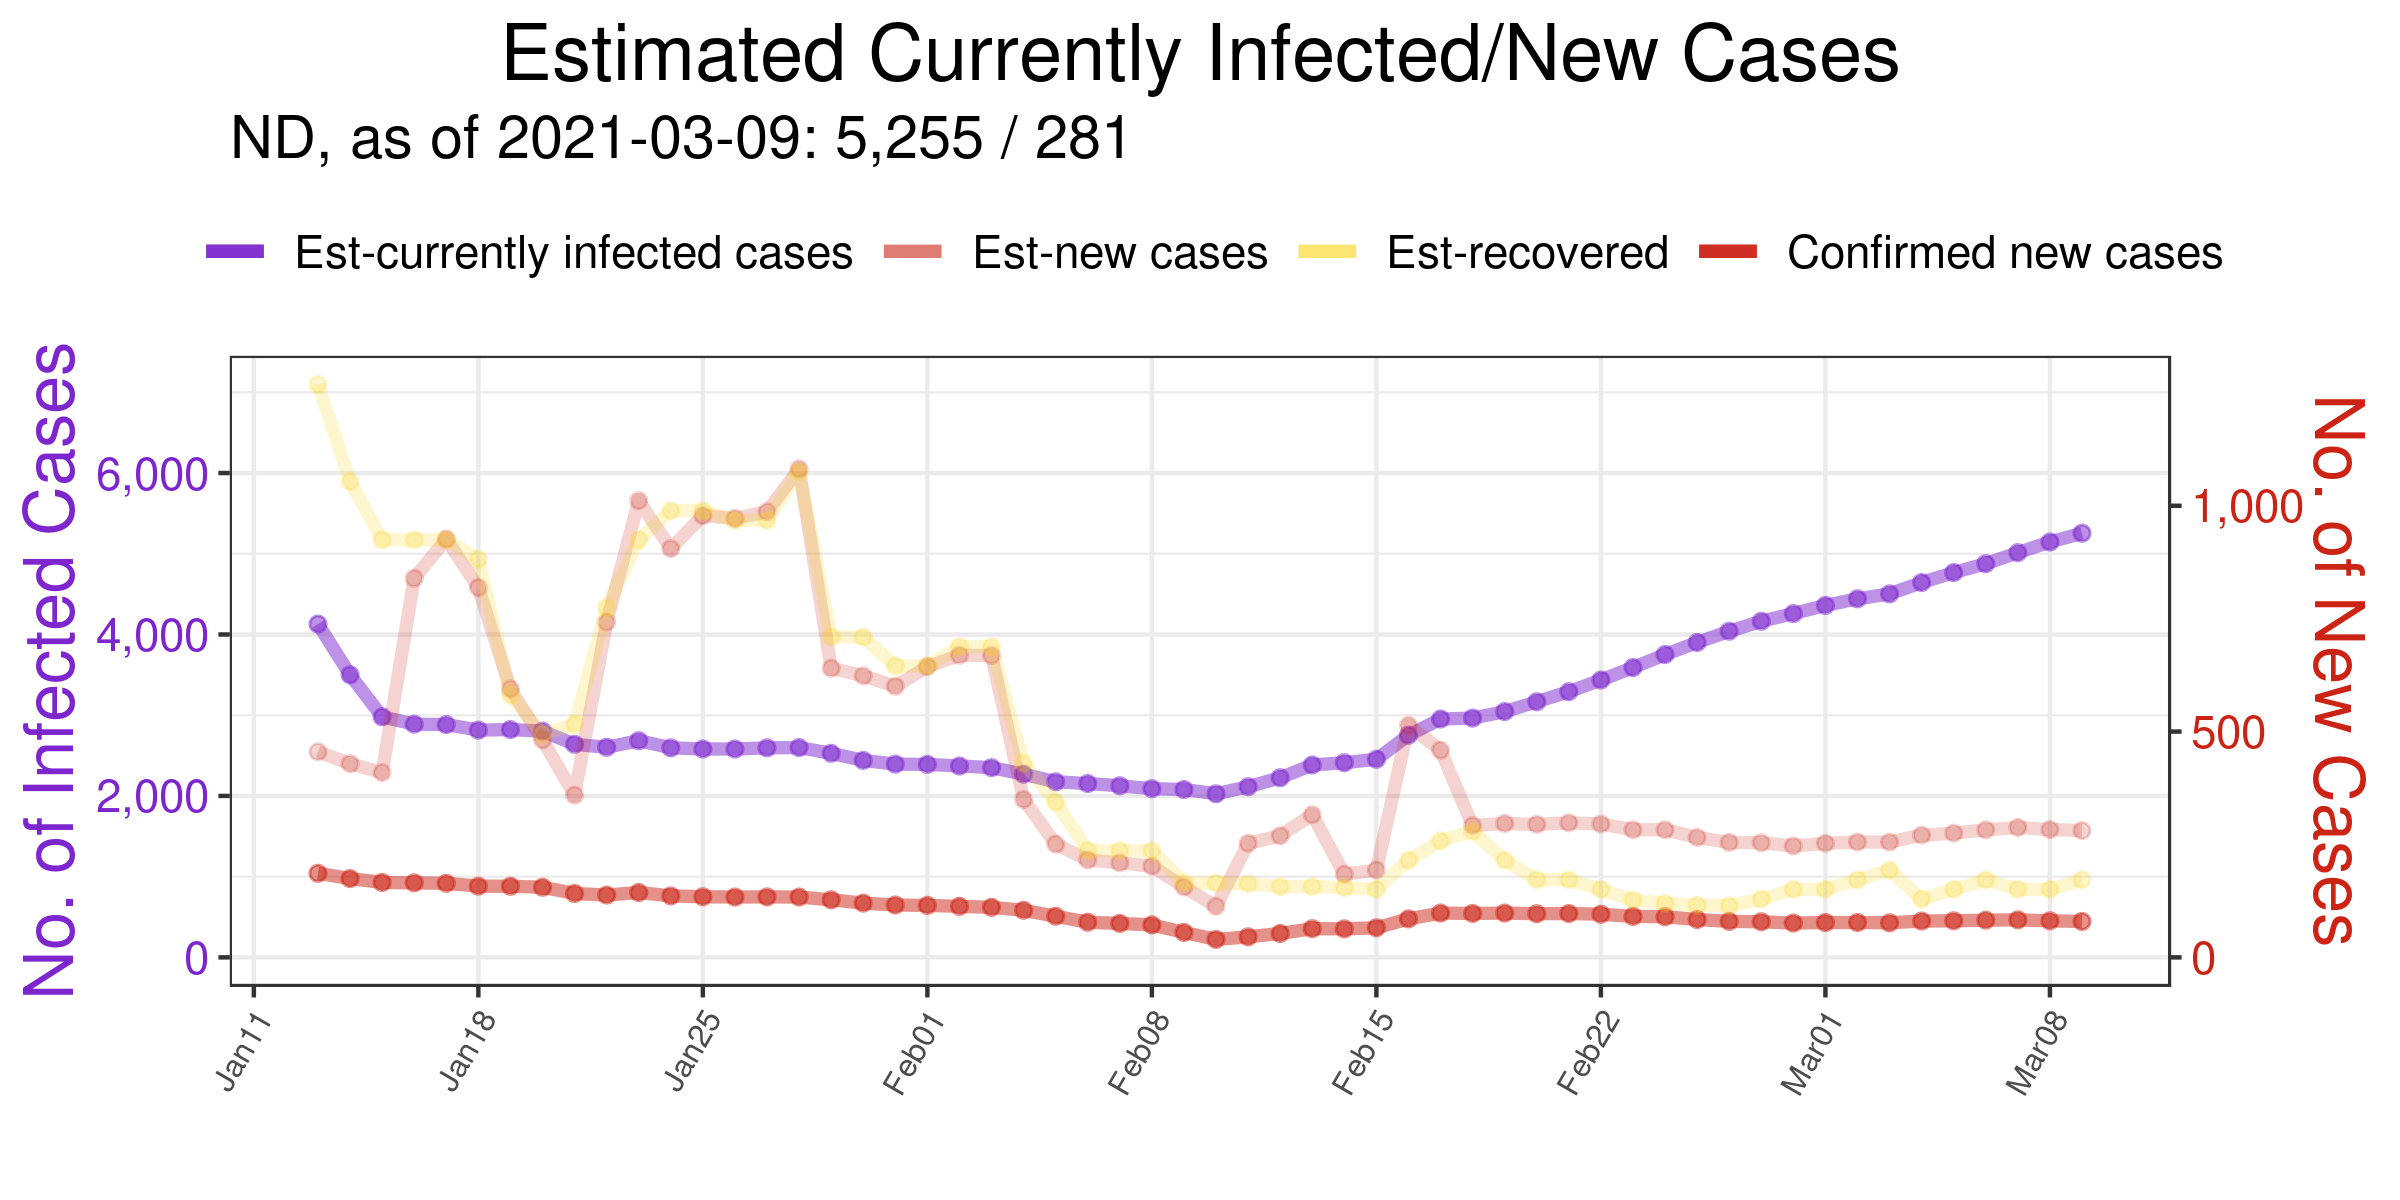 Estimated Currently Infected/New Cases
ND, as of 2021-03-09: 5,255 / 281
Est-currently infected cases Est-new cases Est-recovered Confirmed new cases
No. of Infected Cases
6,000
4,000
2,000
0
1,000
500
0
No. of New Cases
Jan11 Jan18 Jan25 Feb01 Feb08 Feb15 Feb22 Mar01 Mar08